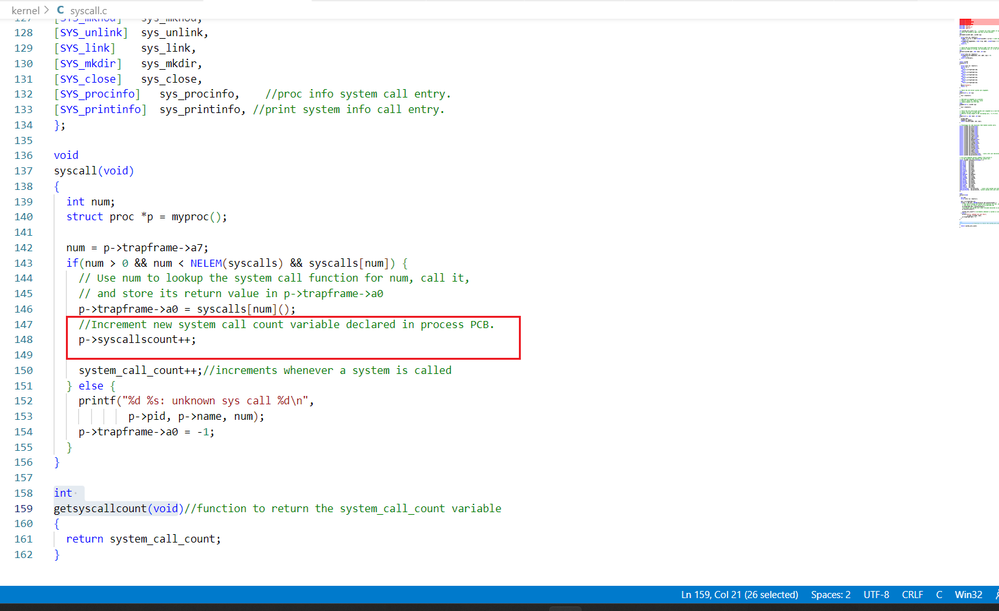 kernel > C syscall.c
127 [SYS_mknod]   sys_mknod,
128 [SYS_unlink]  sys_unlink,
129 [SYS_link]    sys_link,
130 [SYS_mkdir]   sys_mkdir,
131 [SYS_close]   sys_close,
132 [SYS_procinfo]   sys_procinfo,    //proc info system call entry.
133 [SYS_printinfo]  sys_printinfo, //print system info call entry.
134 };
135
136 void
137 syscall(void)
138 {
139   int num;
140   struct proc *p = myproc();
141
142   num = p->trapframe->a7;
143   if(num > 0 && num < NELEM(syscalls) && syscalls[num]) {
144     // Use num to lookup the system call function for num, call it,
145     // and store its return value in p->trapframe->a0
146     p->trapframe->a0 = syscalls[num]();
147     //Increment new system call count variable declared in process PCB.
148     p->syscallscount++;
149
150     system_call_count++;//increments whenever a system is called
151   } else {
152     printf("%d %s: unknown sys call %d\n",
153             p->pid, p->name, num);
154     p->trapframe->a0 = -1;
155   }
156 }
157
158 int
159 getsyscallcount(void)//function to return the system_call_count variable
160 {
161   return system_call_count;
162 }
Ln 159, Col 21 (26 selected) Spaces: 2 UTF-8 CRLF C Win32